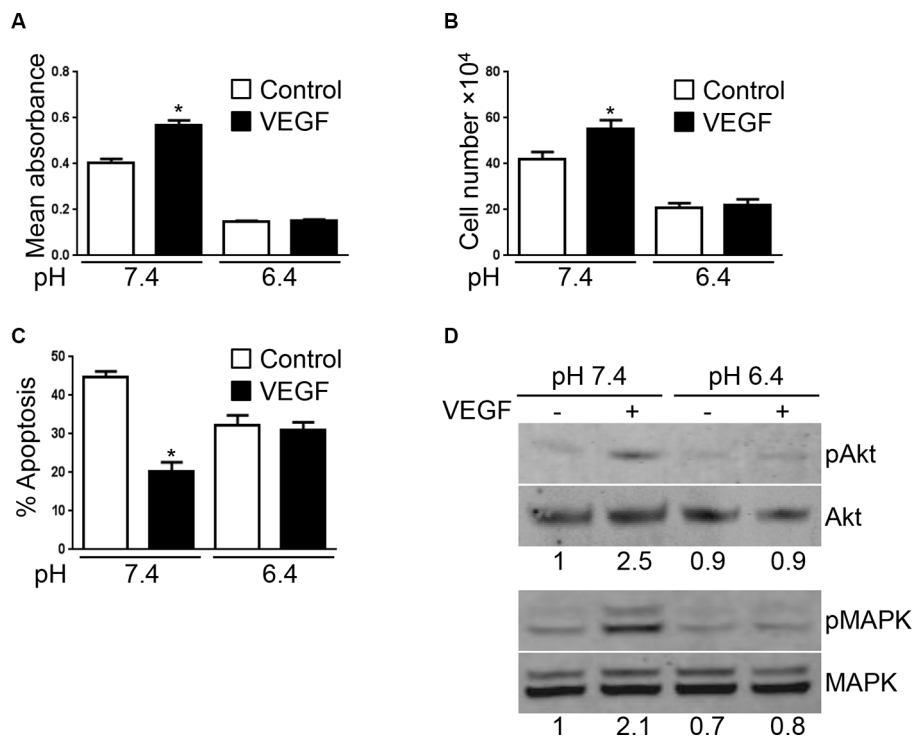 A
Mean absorbance
0.8
0.6
0.4
0.2
0.0
*
Control
VEGF
pH
7.4
6.4
B
Cell number ×10⁴
80
60
40
20
0
*
Control
VEGF
pH
7.4
6.4
C
% Apoptosis
50
40
30
20
10
0
*
Control
VEGF
pH
7.4
6.4
D
pH 7.4 pH 6.4
VEGF - + - +
pAkt
Akt
1 2.5 0.9 0.9
pMAPK
MAPK
1 2.1 0.7 0.8